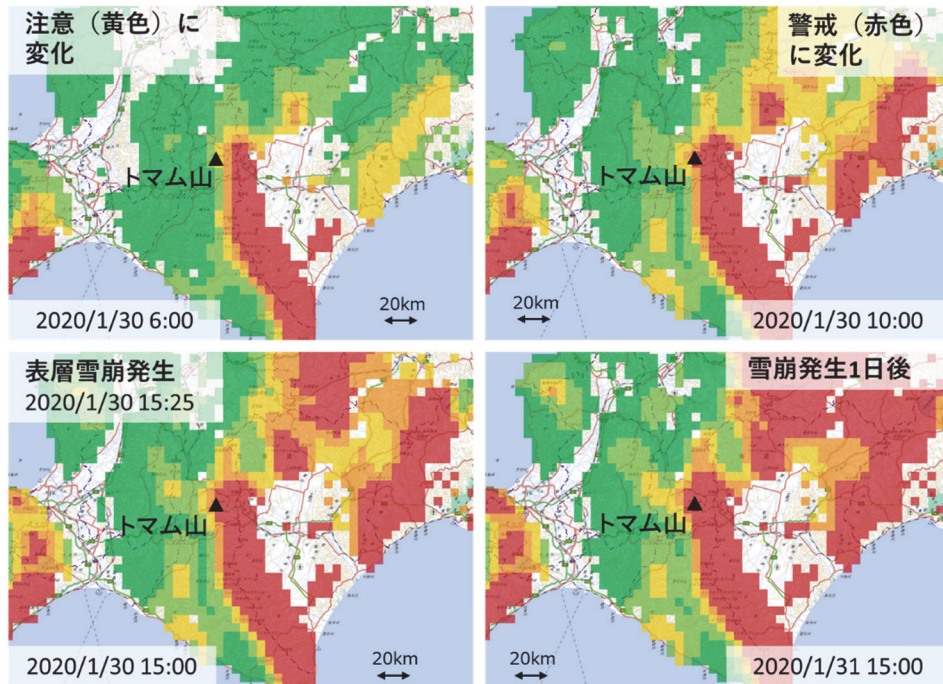 注意（黄色）に
変化
トマム山
20km
2020/1/30 6:00
警戒（赤色）
に変化
トマム山
20km
2020/1/30 10:00
表層雪崩発生
2020/1/30 15:25
トマム山
20km
2020/1/30 15:00
雪崩発生1日後
トマム山
20km
2020/1/31 15:00